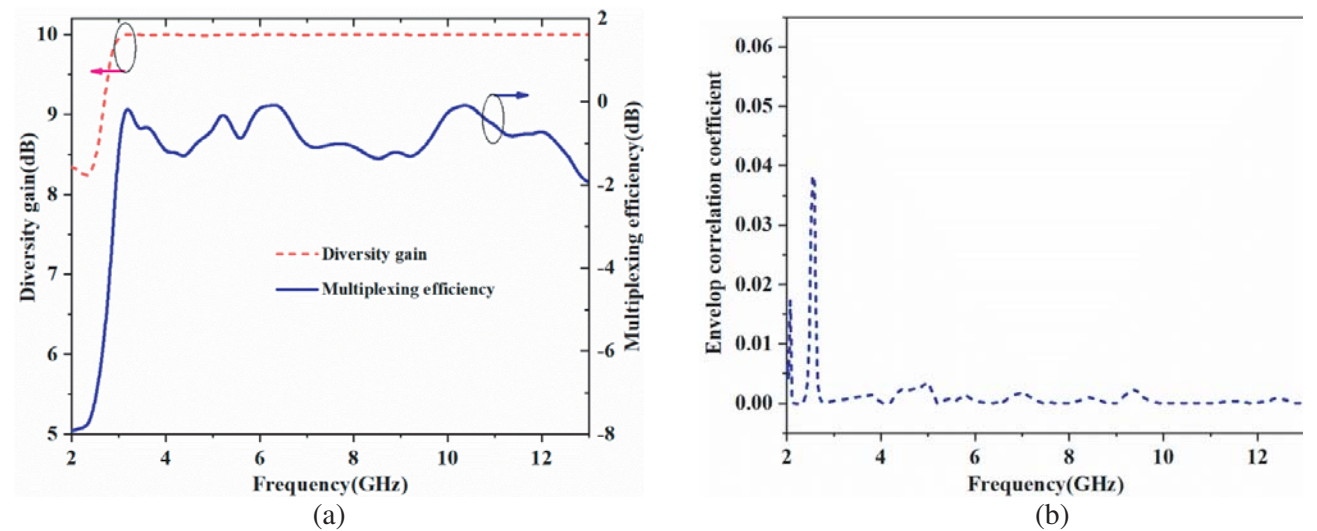 10
9
8
7
6
5
Diversity gain(dB)
2
0
-2
-4
-6
-8
Multiplexing efficiency(dB)
Diversity gain
Multiplexing efficiency
2 4 6 8 10 12
Frequency(GHz)
(a)
0.06
0.05
0.04
0.03
0.02
0.01
0.00
Envelop correlation coefficient
2 4 6 8 10 12
Frequency(GHz)
(b)